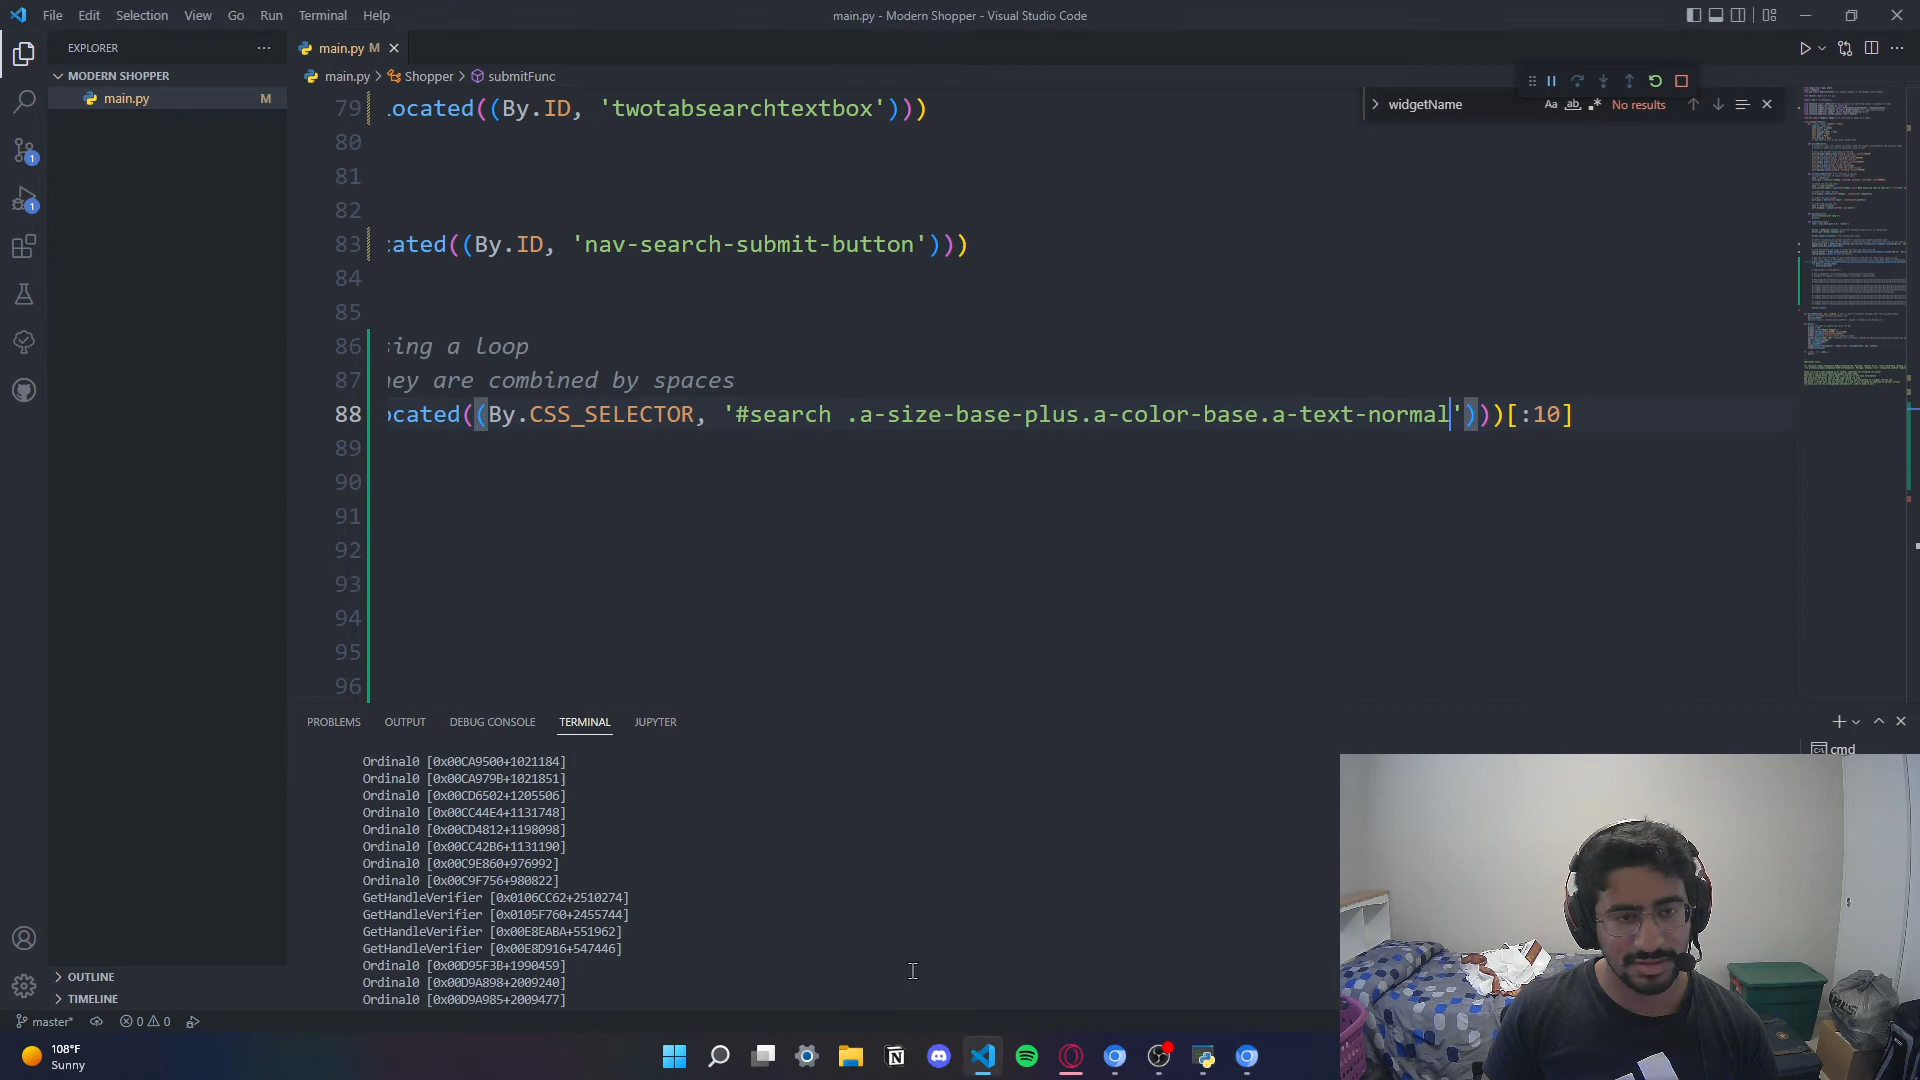 File Edit Selection View Go Run Terminal Help
main.py - Modern Shopper - Visual Studio Code
EXPLORER
MODERN SHOPPER
main.py M
main.py M
main.py > Shopper > submitFunc
widgetName
Aa ab .* No results
79 .ocated((By.ID, 'twotabsearchtextbox')))
80
81
82
83 :ated((By.ID, 'nav-search-submit-button')))
84
85
86 sing a loop
87 hey are combined by spaces
88 ocated((By.CSS_SELECTOR, '#search .a-size-base-plus.a-color-base.a-text-normal')))[:10]
89
90
91
92
93
94
95
96
PROBLEMS OUTPUT DEBUG CONSOLE TERMINAL JUPYTER
cmd
Ordinal0 [0x00CA9500+1021184]
Ordinal0 [0x00CA979B+1021851]
Ordinal0 [0x00CD6502+1205506]
Ordinal0 [0x00CC44E4+1131748]
Ordinal0 [0x00CD4812+1198098]
Ordinal0 [0x00CC42B6+1131190]
Ordinal0 [0x00C9E860+976992]
Ordinal0 [0x00C9F756+980822]
GetHandleVerifier [0x0106CC62+2510274]
GetHandleVerifier [0x0105F760+2455744]
GetHandleVerifier [0x00E8EABA+551962]
GetHandleVerifier [0x00E8D916+547446]
Ordinal0 [0x00D95F3B+1990459]
Ordinal0 [0x00D9A898+2009240]
Ordinal0 [0x00D9A985+2009477]
OUTLINE
TIMELINE
1
1
master* 0 0
108°F
Sunny